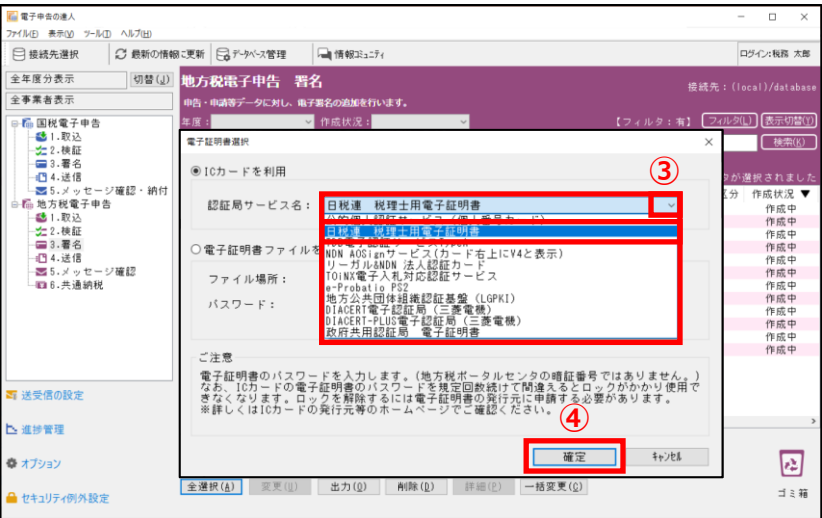 電子申告の達人
ファイル(F) 表示(V) ツール(T) ヘルプ(H)
接続先選択 最新の情報に更新 データベース管理 情報コミュニティ ログイン:税務 太郎
全年度分表示 切替(J)
全事業者表示
国税電子申告
1.取込
2.検証
3.署名
4.送信
5.メッセージ確認・納付
地方税電子申告
1.取込
2.検証
3.署名
4.送信
5.メッセージ確認
6.共通納税
送受信の設定
進捗管理
オプション
セキュリティ例外設定
地方税電子申告 署名
接続先:(local)/database
申告・申請等データに対し、電子署名の追加を行います。
年度: 作成状況: 【フィルタ:有】 フィルタ(L) 表示切替(Y)
検索(K)
タが選択されました
区分 作成状況 ▼
作成中
作成中
作成中
作成中
作成中
作成中
作成中
作成中
作成中
作成中
作成中
作成中
電子証明書選択
③
ICカードを利用
認証局サービス名: 日税連 税理士用電子証明書
日税連 税理士用電子証明書
NDN AOSignサービス(カード右上にV4と表示)
リーガル&NDN 法人認証カード
TOiNX電子入札対応認証サービス
e-Probatio PS2
地方公共団体組織認証基盤 (LGPKI)
DIACERT電子認証局 (三菱電機)
DIACERT-PLUS電子認証局 (三菱電機)
政府共用認証局 電子証明書
電子証明書ファイルを
ファイル場所:
パスワード:
ご注意
電子証明書のパスワードを入力します。(地方税ポータルセンタの暗証番号ではありません。)
なお、ICカードの電子証明書のパスワードを規定回数続けて間違えるとロックがかかり使用で
きなくなります。ロックを解除するには電子証明書の発行元に申請する必要があります。
※詳しくはICカードの発行元等のホームページでご確認ください。
④
確定 キャンセル
全選択(A) 変更(U) 出力(O) 削除(D) 詳細(P) 一括変更(C)
ゴミ箱